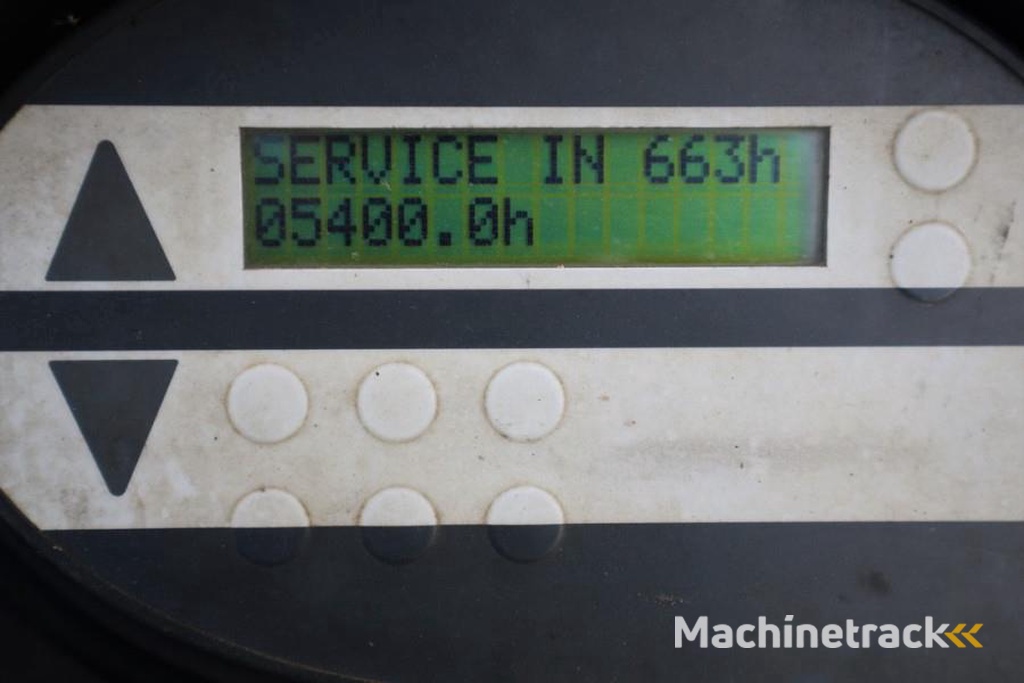 SERVICE IN 663h
05400.0h
Machinetrack